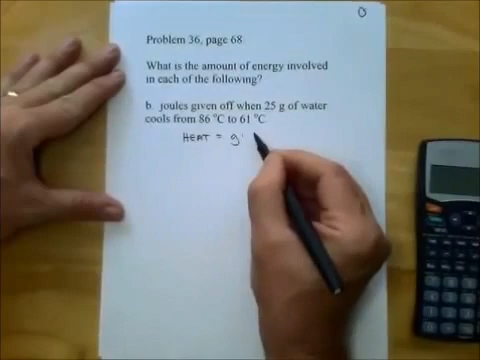 0
Problem 36, page 68
What is the amount of energy involved
in each of the following?
b. joules given off when 25 g of water
cools from 86 °C to 61 °C
HEAT = g·